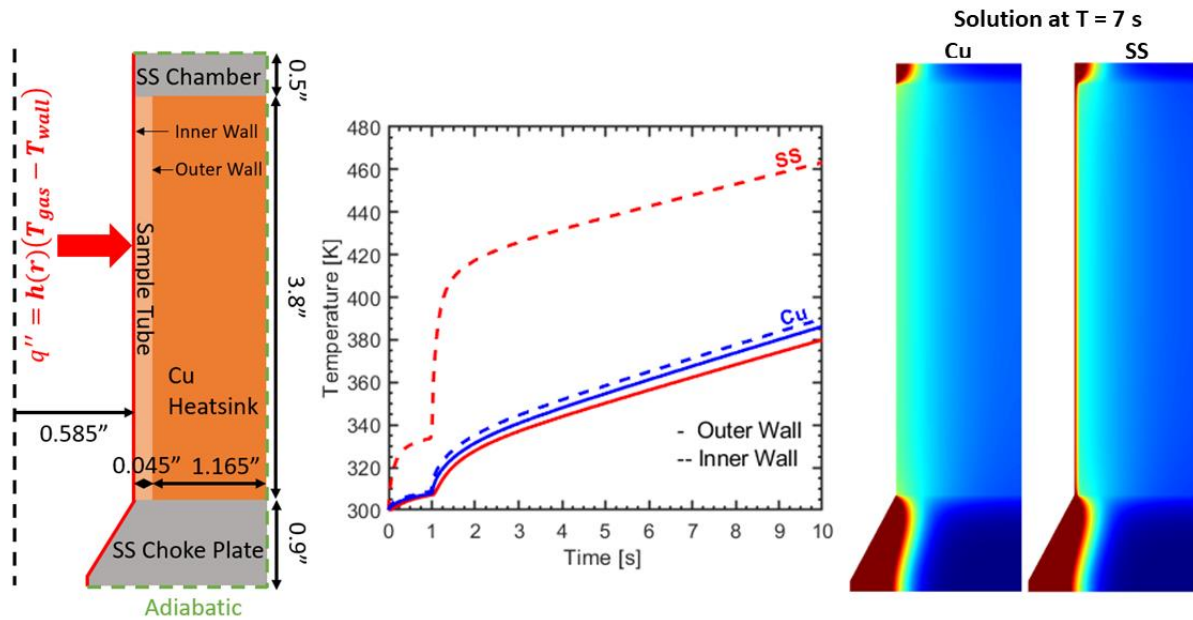 SS Chamber
0.5”
Inner Wall
Outer Wall
q'' = h(r)(T_gas − T_wall)
Sample Tube
Cu
Heatsink
3.8”
0.585”
0.045” 1.165”
SS Choke Plate
0.9”
Adiabatic
Temperature [K]
480
460
440
420
400
380
360
340
320
300
SS
Cu
- Outer Wall
-- Inner Wall
0 1 2 3 4 5 6 7 8 9 10
Time [s]
Solution at T = 7 s
Cu SS